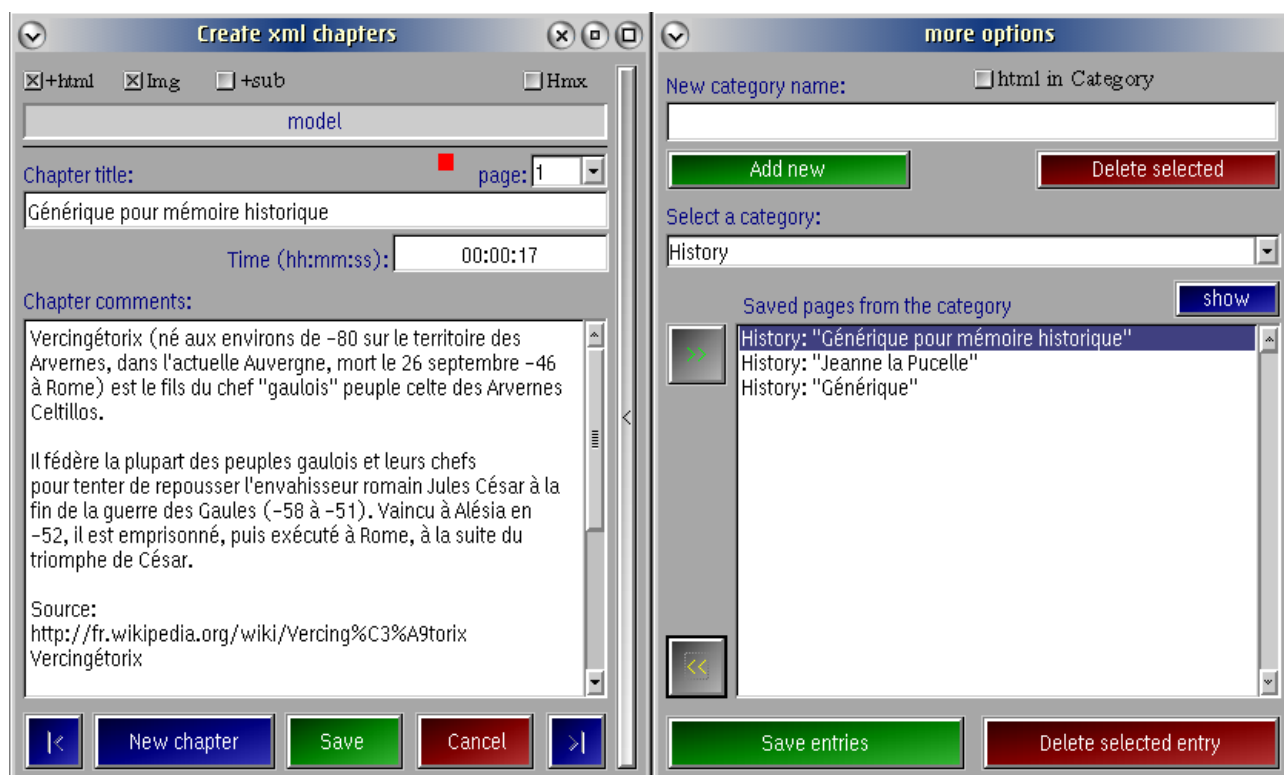 Create xml chapters
+html Img +sub Hmx
model
Chapter title: page: 1
Générique pour mémoire historique
Time (hh:mm:ss): 00:00:17
Chapter comments:
Vercingétorix (né aux environs de -80 sur le territoire des
Arvernes, dans l'actuelle Auvergne, mort le 26 septembre -46
à Rome) est le fils du chef "gaulois" peuple celte des Arvernes
Celtillos.
Il fédère la plupart des peuples gaulois et leurs chefs
pour tenter de repousser l'envahisseur romain Jules César à la
fin de la guerre des Gaules (-58 à -51). Vaincu à Alésia en
-52, il est emprisonné, puis exécuté à Rome, à la suite du
triomphe de César.
Source:
http://fr.wikipedia.org/wiki/Vercing%C3%A9torix
Vercingétorix
|< New chapter Save Cancel >|
<
more options
New category name: html in Category
Add new Delete selected
Select a category:
History
Saved pages from the category show
>>
History: "Générique pour mémoire historique"
History: "Jeanne la Pucelle"
History: "Générique"
<<
Save entries Delete selected entry